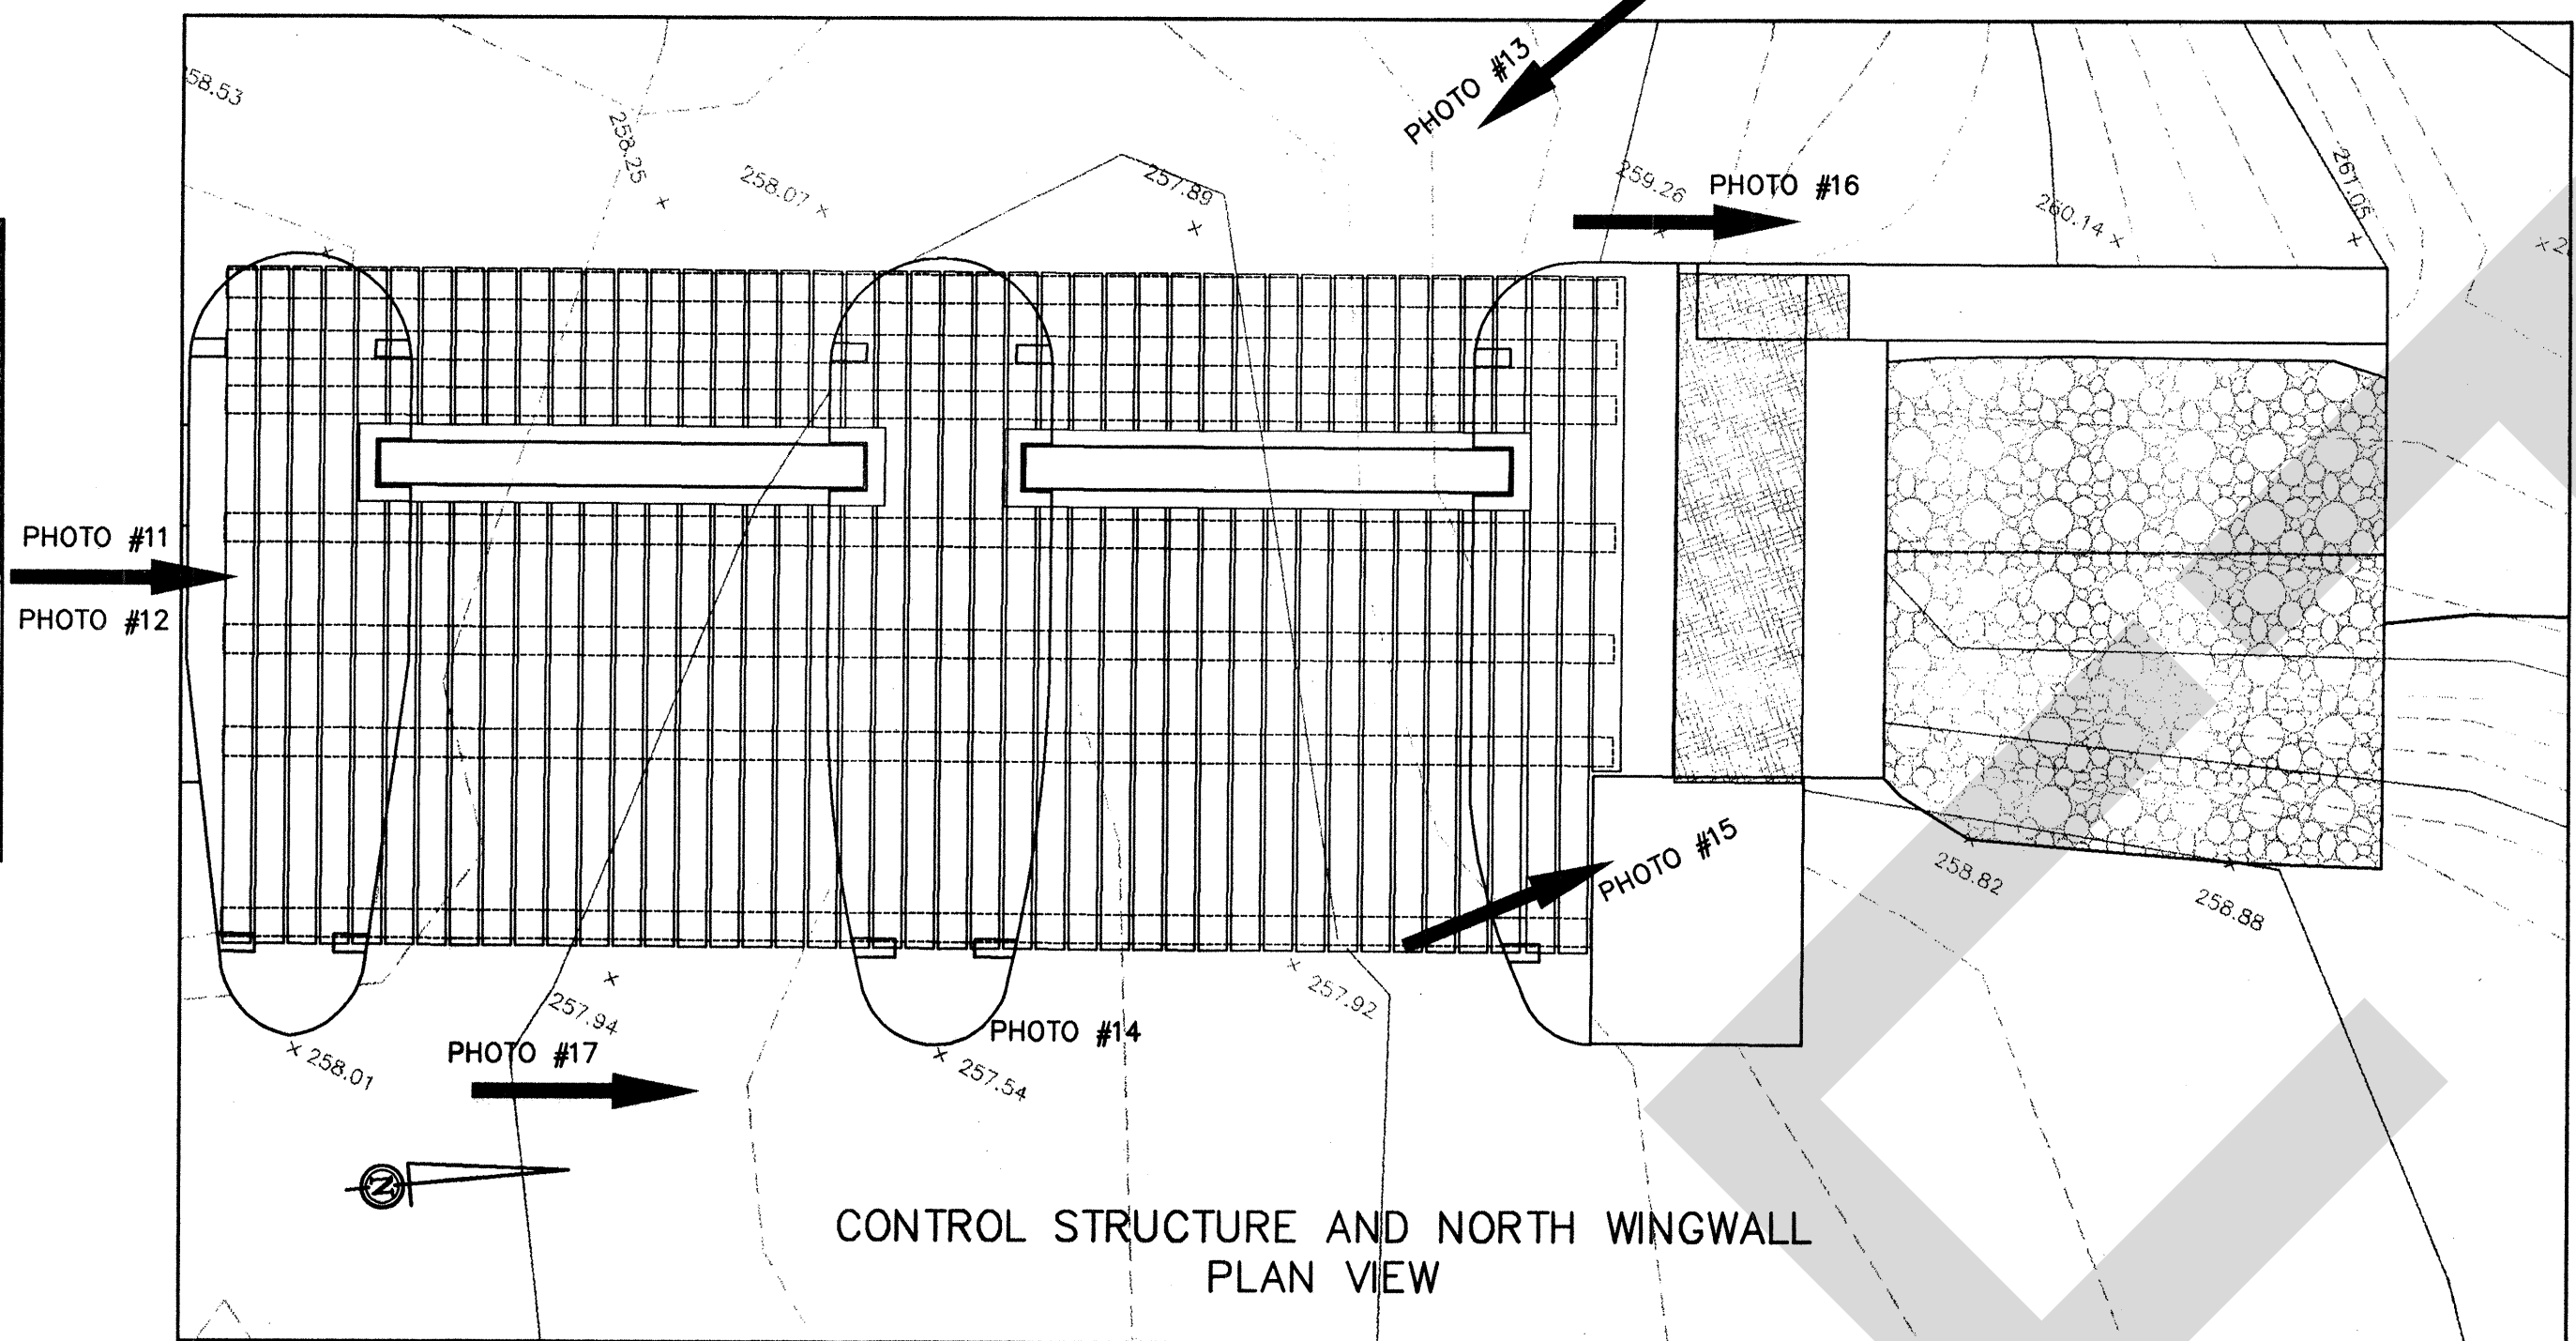 PHOTO #13
58.53
258.25
258.07
257.89
259.26
PHOTO #16
260.14
261.05
PHOTO #11
PHOTO #12
PHOTO #15
258.82
258.88
257.94
257.92
PHOTO #14
PHOTO #17
258.01
257.54
N
CONTROL STRUCTURE AND NORTH WINGWALL
PLAN VIEW